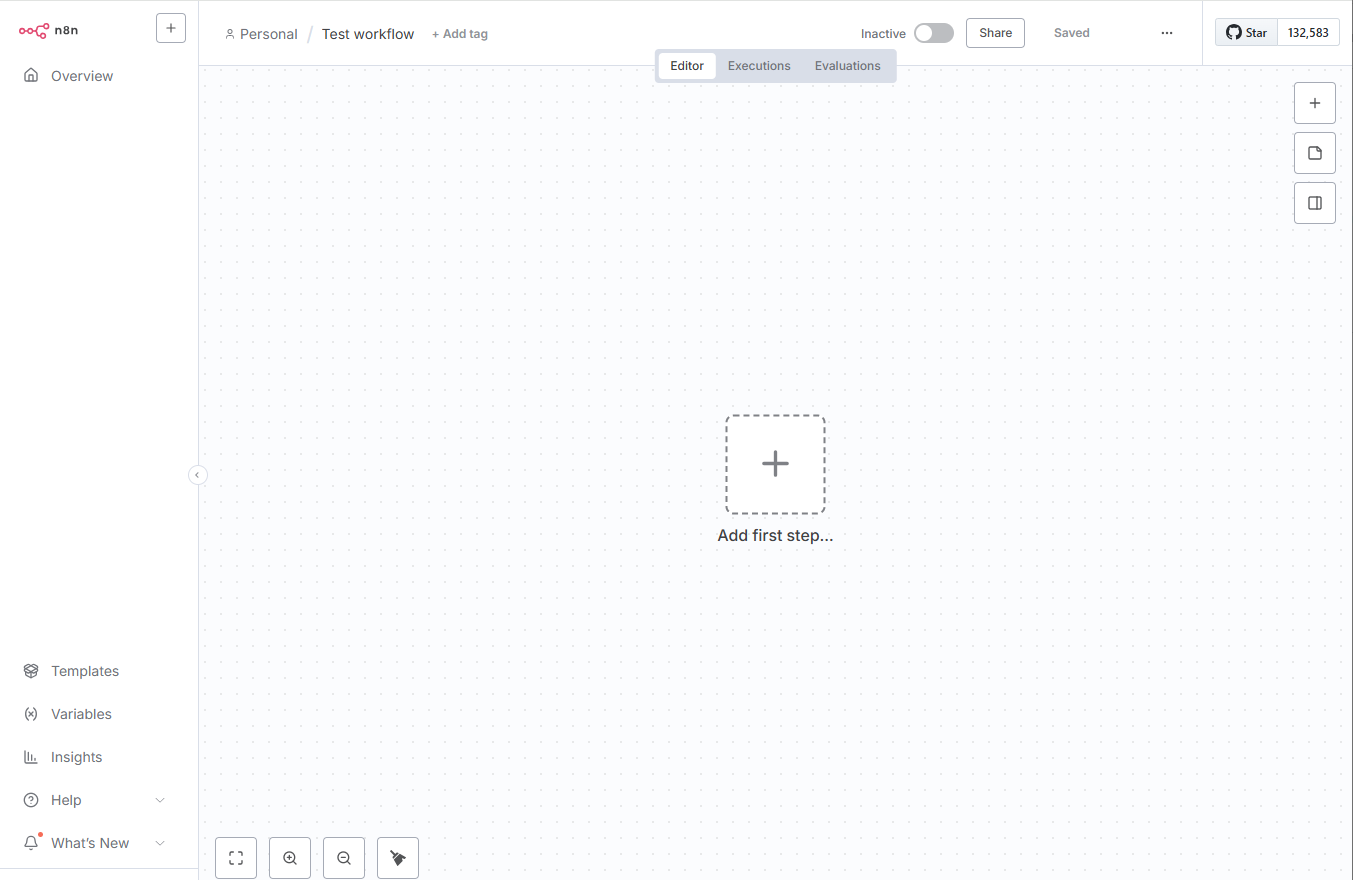 n8n
Overview
Templates
Variables
Insights
Help
What's New
Personal / Test workflow + Add tag
Inactive Share Saved ... Star 132,583
Editor Executions Evaluations
Add first step...